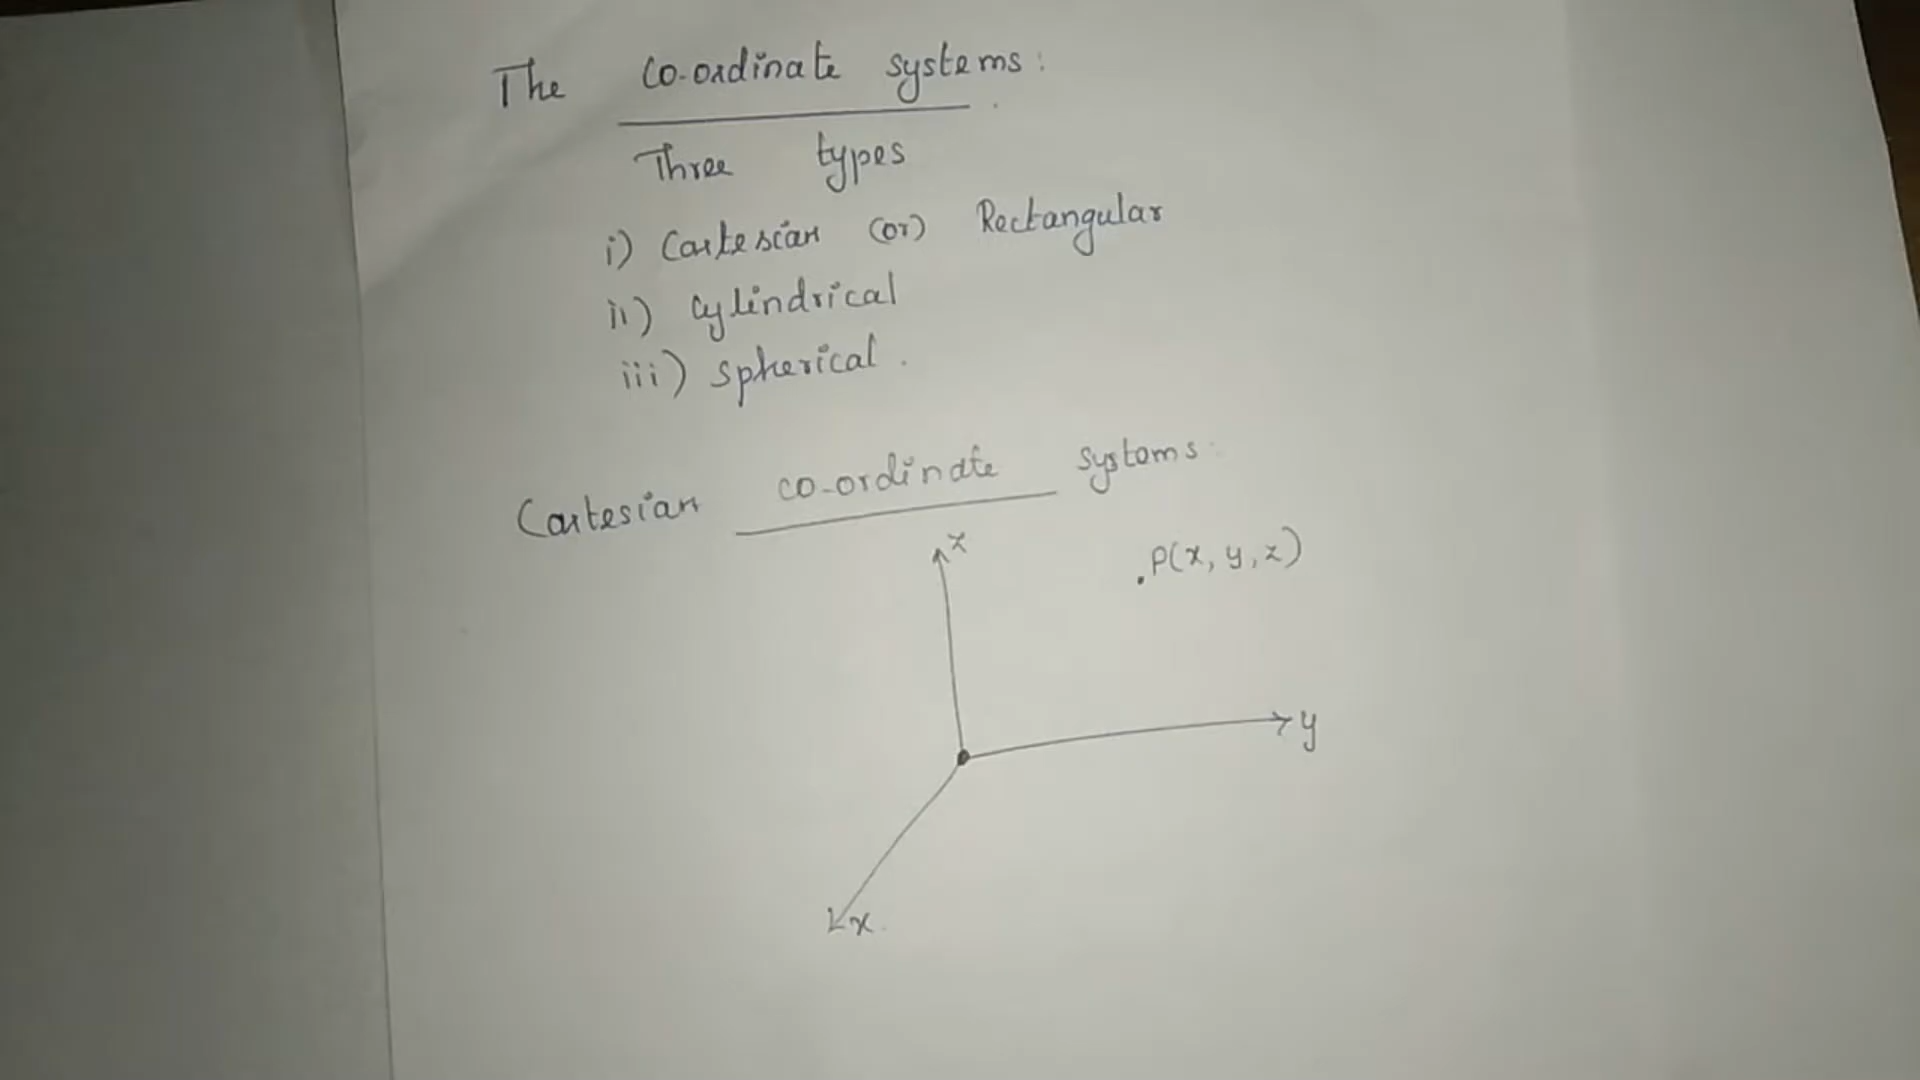 The co-ordinate systems:
Three types
i) Cartesian (or) Rectangular
ii) cylindrical
iii) spherical.
Cartesian co-ordinate systems:
z
.P(x, y, z)
y
x.